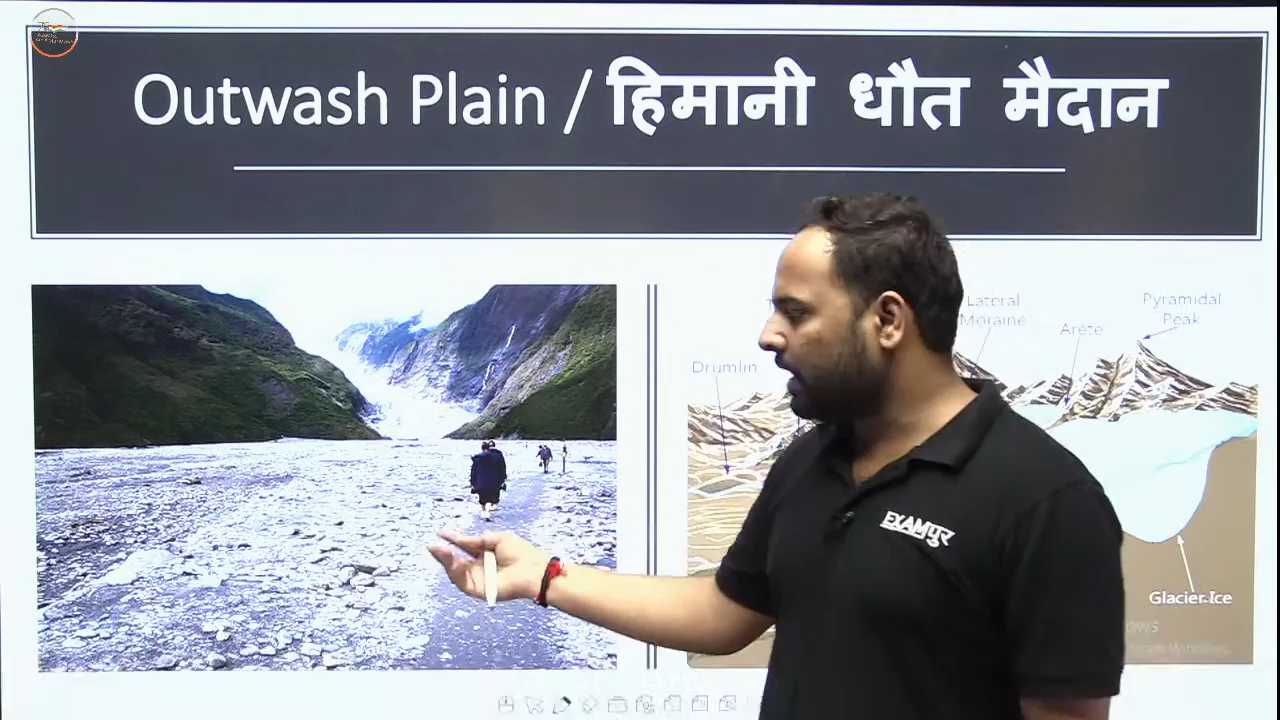 Outwash Plain / हिमानी धौत मैदान
Lateral
Moraine
Pyramidal
Peak
Arete
Drumlin
EXAMपुर
Glacier Ice